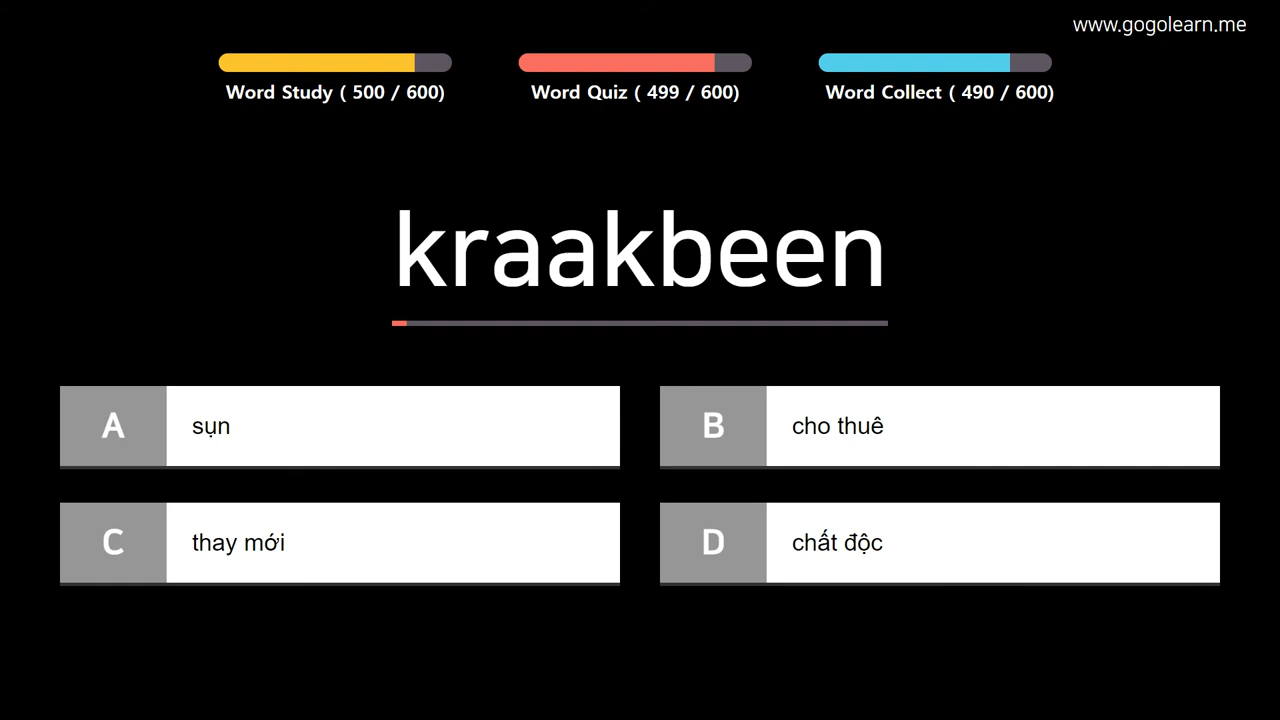 www.gogolearn.me
Word Study ( 500 / 600)
Word Quiz ( 499 / 600)
Word Collect ( 490 / 600)
kraakbeen
A sụn
B cho thuê
C thay mới
D chất độc